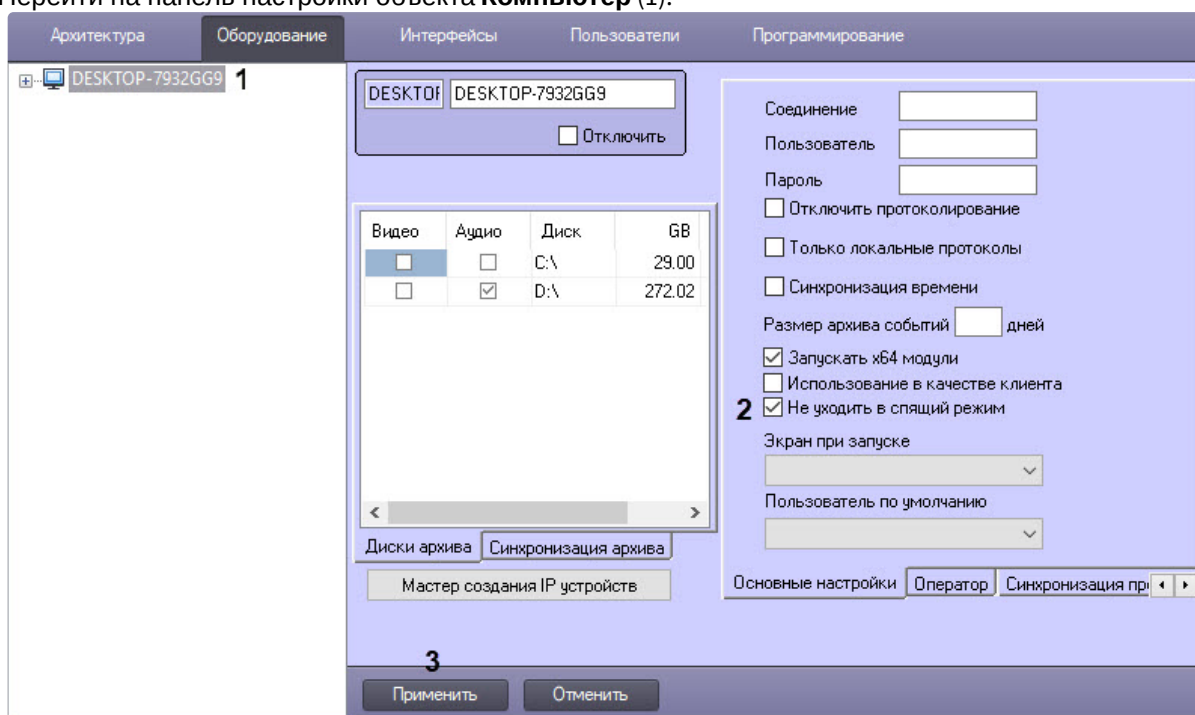 Перейти на панель настройки объекта Компьютер (1).
Архитектура Оборудование Интерфейсы Пользователи Программирование
DESKTOP-7932GG9 1
DESKTOP DESKTOP-7932GG9
Отключить
Видео Аудио Диск GB
C:\ 29.00
D:\ 272.02
Диски архива Синхронизация архива
Мастер создания IP устройств
Соединение
Пользователь
Пароль
Отключить протоколирование
Только локальные протоколы
Синхронизация времени
Размер архива событий дней
Запускать x64 модули
Использование в качестве клиента
2 Не уходить в спящий режим
Экран при запуске
Пользователь по умолчанию
Основные настройки Оператор Синхронизация пр
3
Применить Отменить